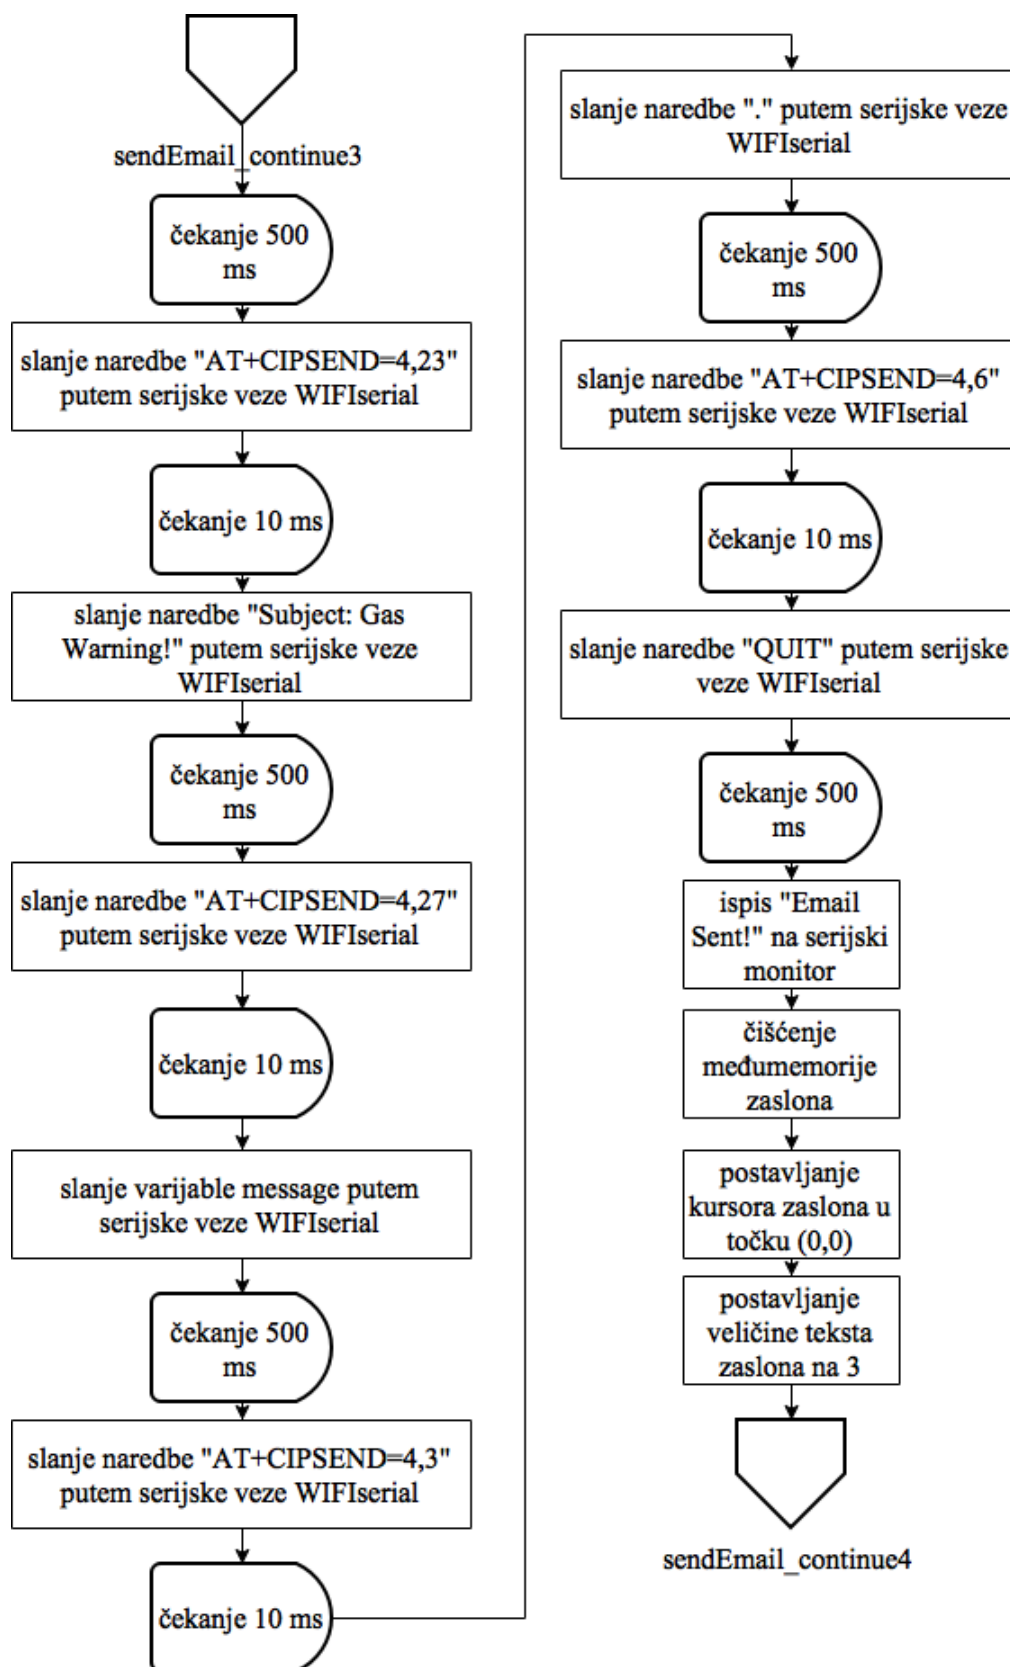 sendEmail_continue3
čekanje 500
ms
slanje naredbe "AT+CIPSEND=4,23"
putem serijske veze WIFIserial
čekanje 10 ms
slanje naredbe "Subject: Gas
Warning!" putem serijske veze
WIFIserial
čekanje 500
ms
slanje naredbe "AT+CIPSEND=4,27"
putem serijske veze WIFIserial
čekanje 10 ms
slanje varijable message putem
serijske veze WIFIserial
čekanje 500
ms
slanje naredbe "AT+CIPSEND=4,3"
putem serijske veze WIFIserial
čekanje 10 ms
slanje naredbe "." putem serijske veze
WIFIserial
čekanje 500
ms
slanje naredbe "AT+CIPSEND=4,6"
putem serijske veze WIFIserial
čekanje 10 ms
slanje naredbe "QUIT" putem serijske
veze WIFIserial
čekanje 500
ms
ispis "Email
Sent!" na serijski
monitor
čišćenje
međumemorije
zaslona
postavljanje
kursora zaslona u
točku (0,0)
postavljanje
veličine teksta
zaslona na 3
sendEmail_continue4